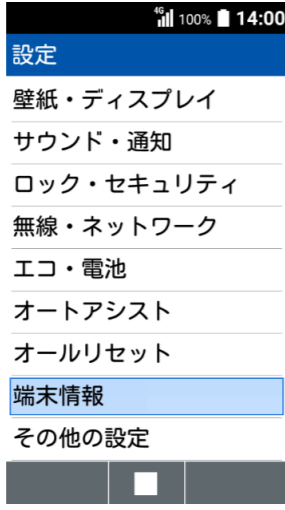 4G 100% 14:00
設定
壁紙・ディスプレイ
サウンド・通知
ロック・セキュリティ
無線・ネットワーク
エコ・電池
オートアシスト
オールリセット
端末情報
その他の設定